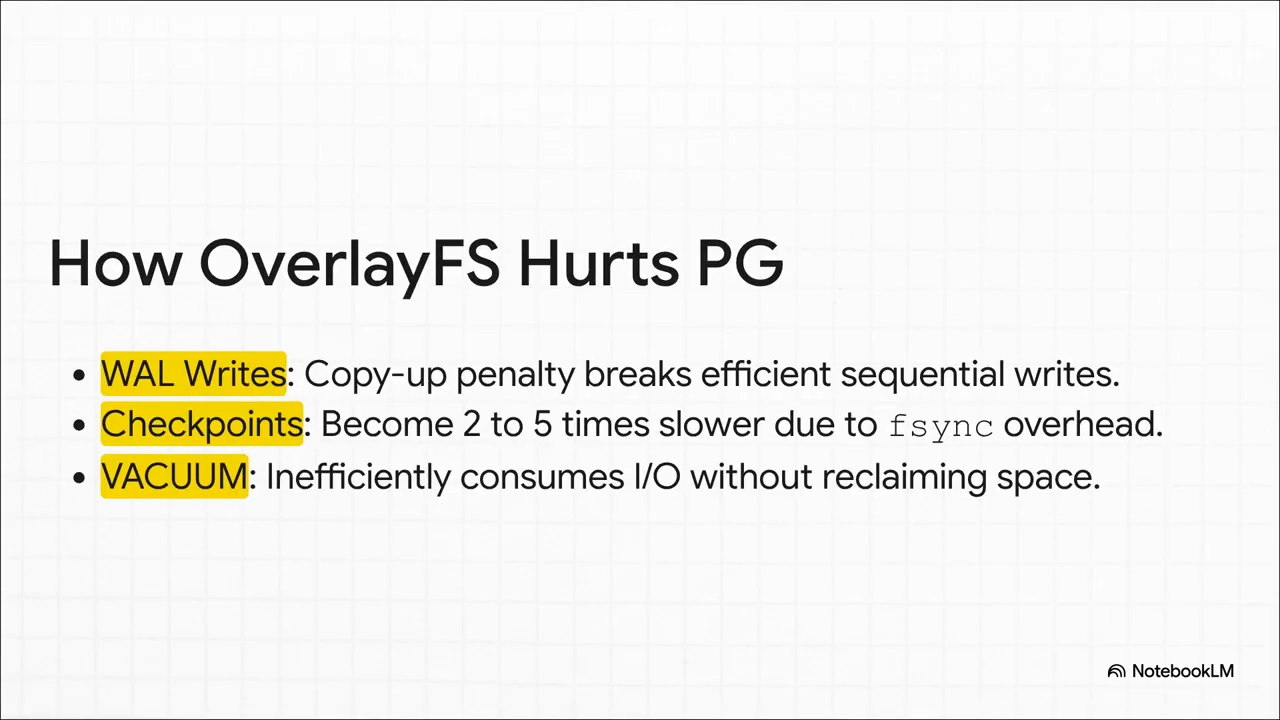 How OverlayFS Hurts PG
• WAL Writes: Copy-up penalty breaks efficient sequential writes.
• Checkpoints: Become 2 to 5 times slower due to fsync overhead.
• VACUUM: Inefficiently consumes I/O without reclaiming space.
NotebookLM